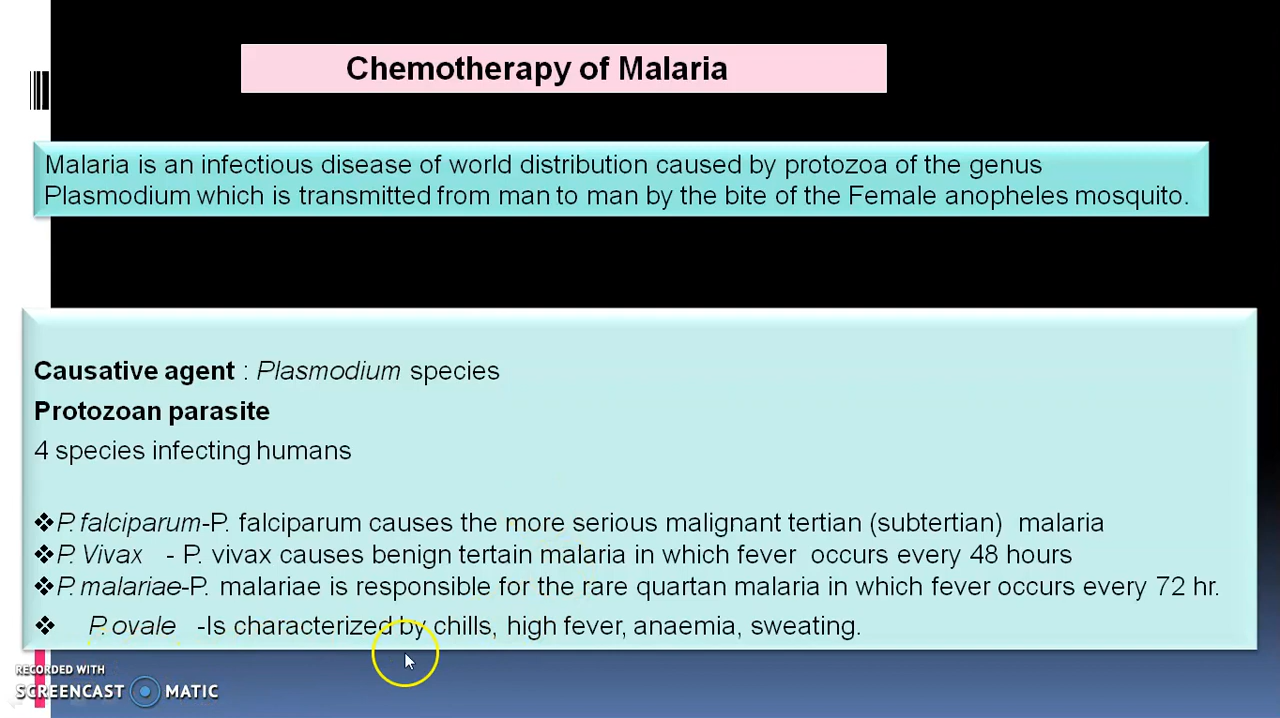 Chemotherapy of Malaria
Malaria is an infectious disease of world distribution caused by protozoa of the genus
Plasmodium which is transmitted from man to man by the bite of the Female anopheles mosquito.
Causative agent : Plasmodium species
Protozoan parasite
4 species infecting humans
❖P. falciparum-P. falciparum causes the more serious malignant tertian (subtertian) malaria
❖P. Vivax - P. vivax causes benign tertain malaria in which fever occurs every 48 hours
❖P. malariae-P. malariae is responsible for the rare quartan malaria in which fever occurs every 72 hr.
❖ P. ovale -Is characterized by chills, high fever, anaemia, sweating.
RECORDED WITH
SCREENCAST MATIC